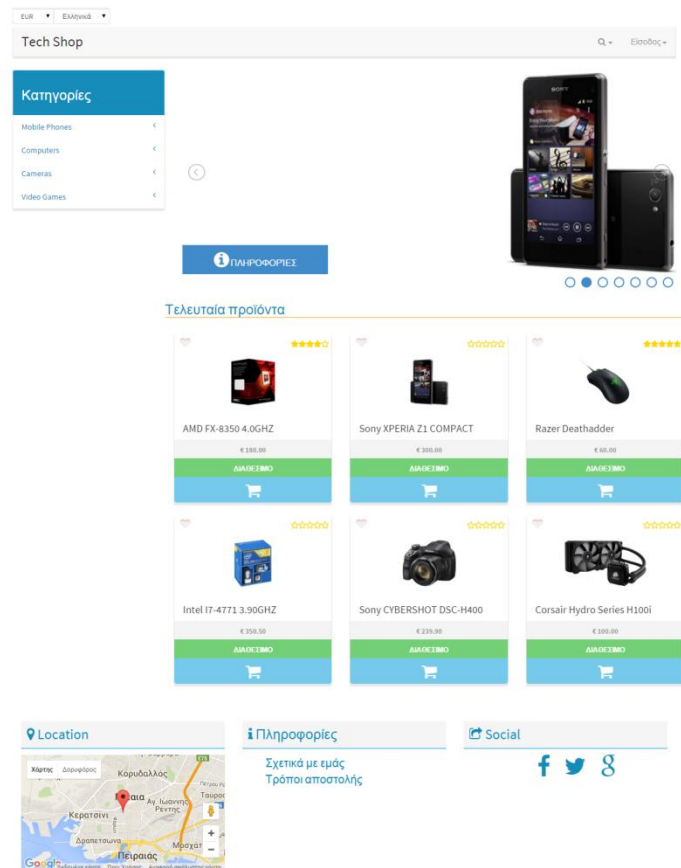 EUR Ελληνικά
Tech Shop Είσοδος
Κατηγορίες
Mobile Phones
Computers
Cameras
Video Games
SONY
ΠΛΗΡΟΦΟΡΊΕΣ
Τελευταία προϊόντα
AMD FX-8350 4.0GHZ
€ 180.00
ΔΙΑΘΕΣΙΜΟ
Sony XPERIA Z1 COMPACT
€ 300.00
ΔΙΑΘΕΣΙΜΟ
Razer Deathadder
€ 60.00
ΔΙΑΘΕΣΙΜΟ
Intel I7-4771 3.90GHZ
€ 350.50
ΔΙΑΘΕΣΙΜΟ
Sony CYBERSHOT DSC-H400
€ 239.90
ΔΙΑΘΕΣΙΜΟ
Corsair Hydro Series H100i
€ 100.00
ΔΙΑΘΕΣΙΜΟ
Location
Χάρτης Δορυφόρος
Κορυδαλλός
E75
Αγ. Ιωάννης
Ρέντης
Κερατσίνι
Δραπετσώνα
Πειραιάς
Google
Πληροφορίες
Σχετικά με εμάς
Τρόποι αποστολής
Social